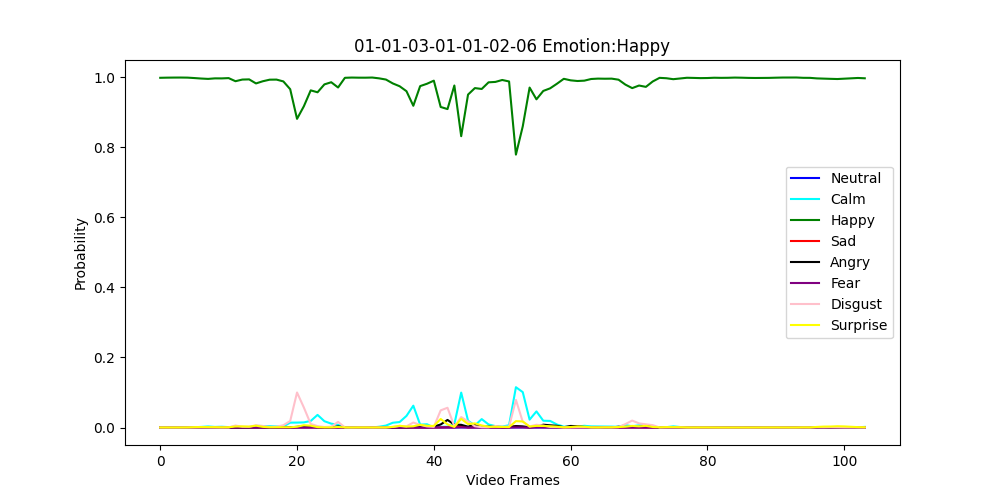 01-01-03-01-01-02-06 Emotion:Happy
1.0
0.8
0.6
0.4
0.2
0.0
Probability
0 20 40 60 80 100
Video Frames
Neutral
Calm
Happy
Sad
Angry
Fear
Disgust
Surprise